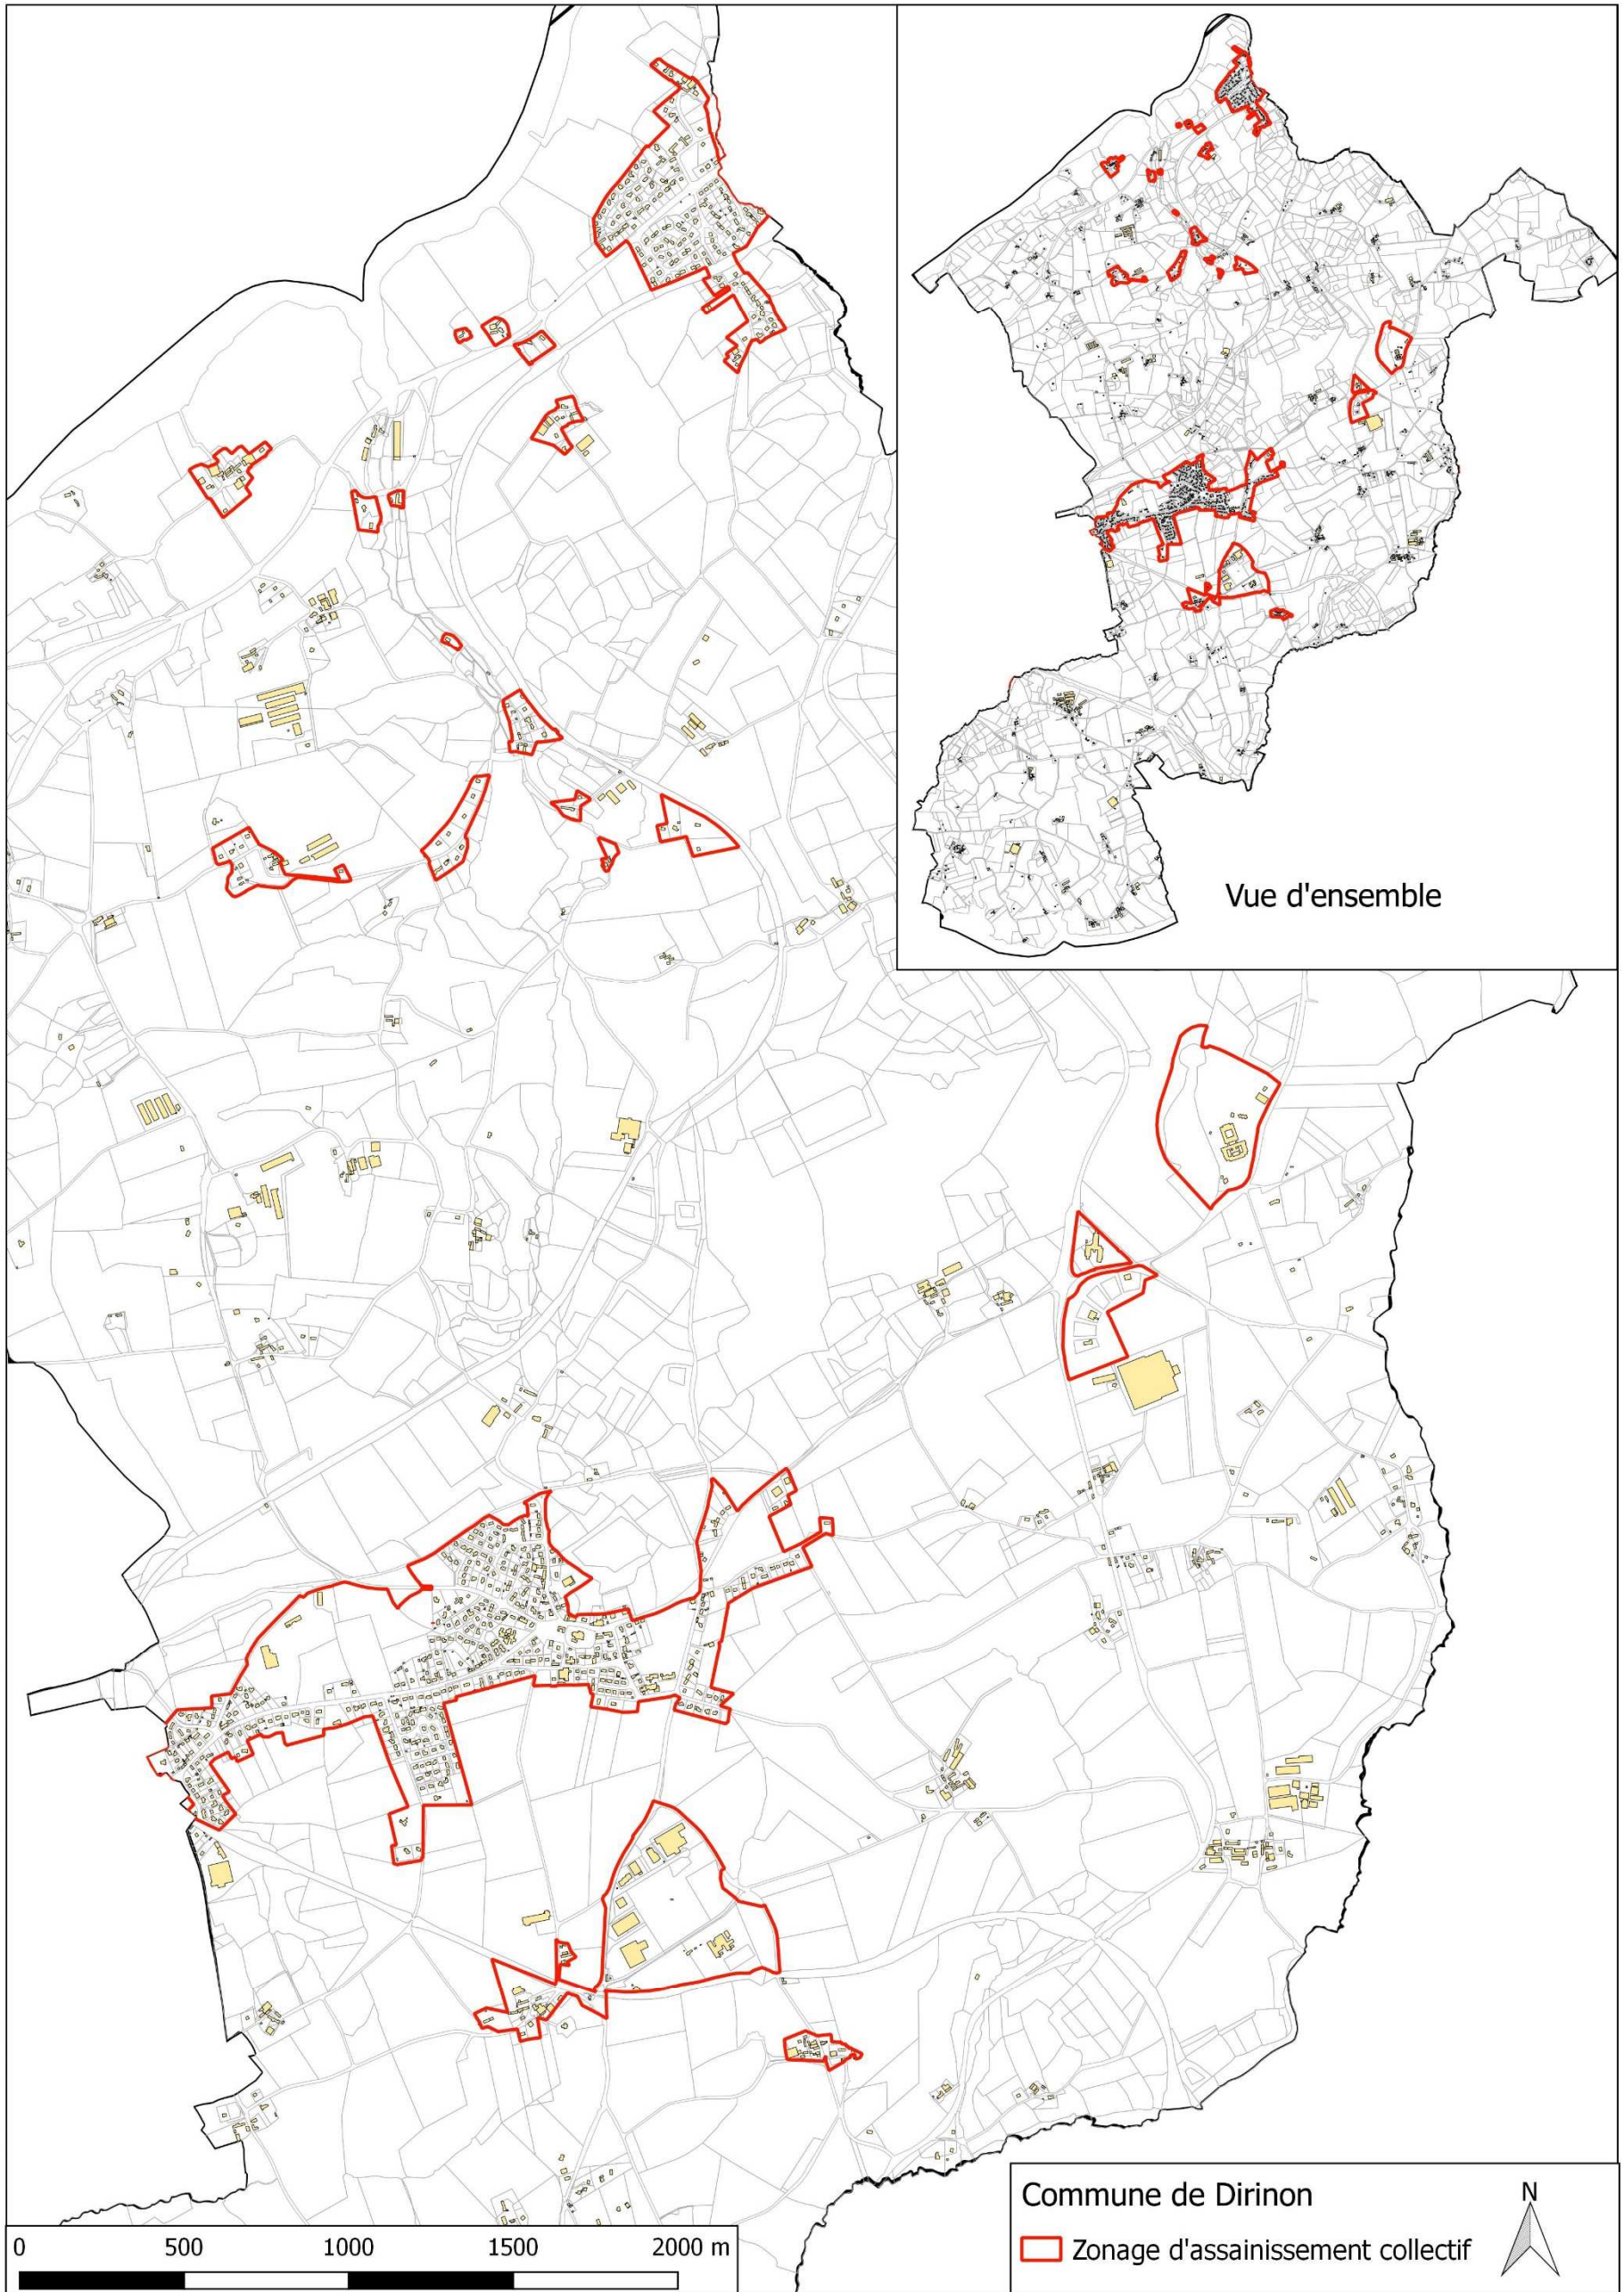 Vue d'ensemble
Commune de Dirinon
N
Zonage d'assainissement collectif
0 500 1000 1500 2000 m